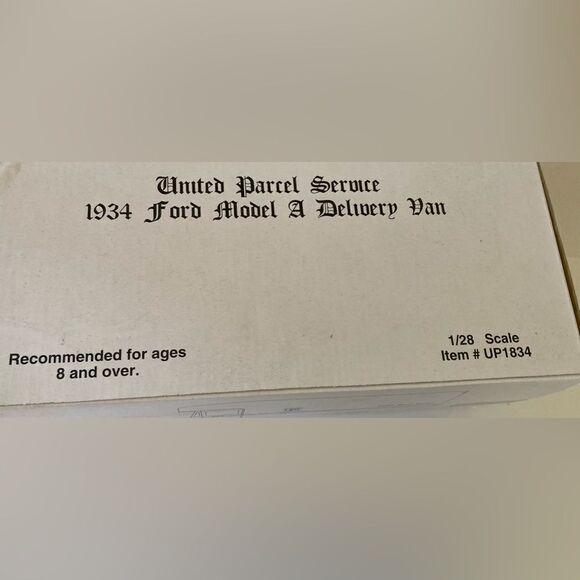 United Parcel Service
1934 Ford Model A Delivery Van
Recommended for ages
8 and over.
1/28 Scale
Item # UP1834